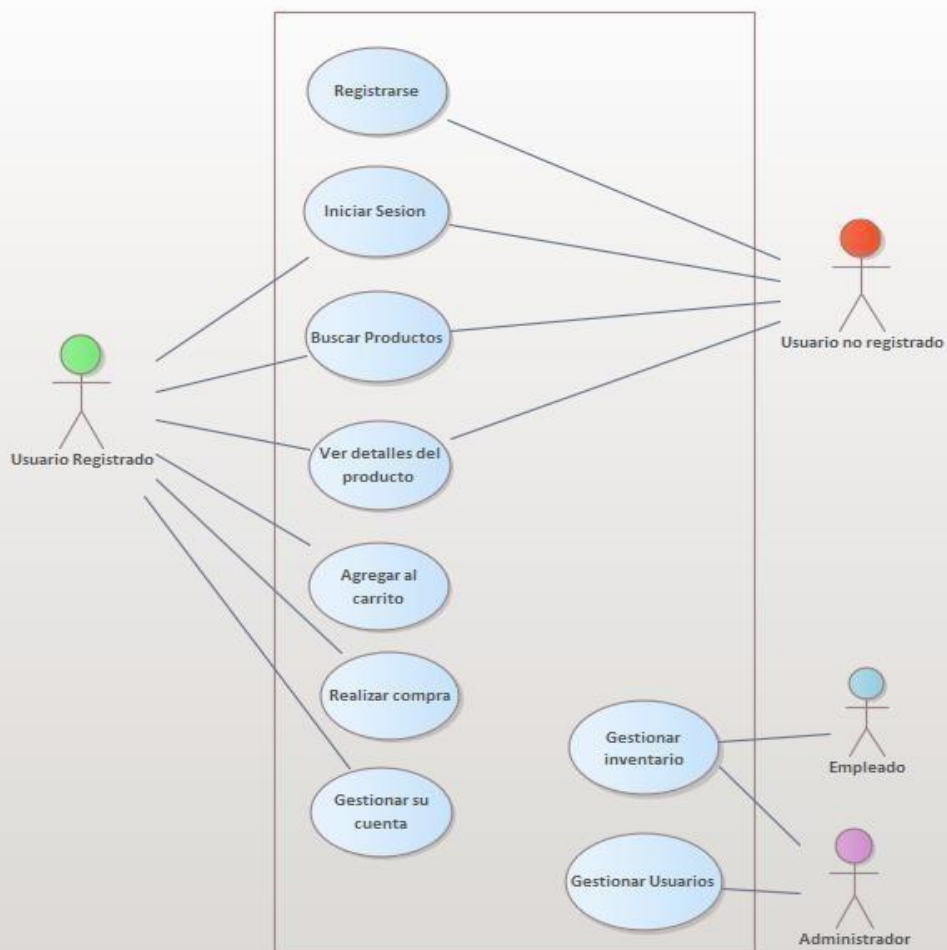 Registrarse
Iniciar Sesion
Buscar Productos
Usuario no registrado
Usuario Registrado
Ver detalles del
producto
Agregar al
carrito
Realizar compra
Gestionar
inventario
Empleado
Gestionar su
cuenta
Gestionar Usuarios
Administrador